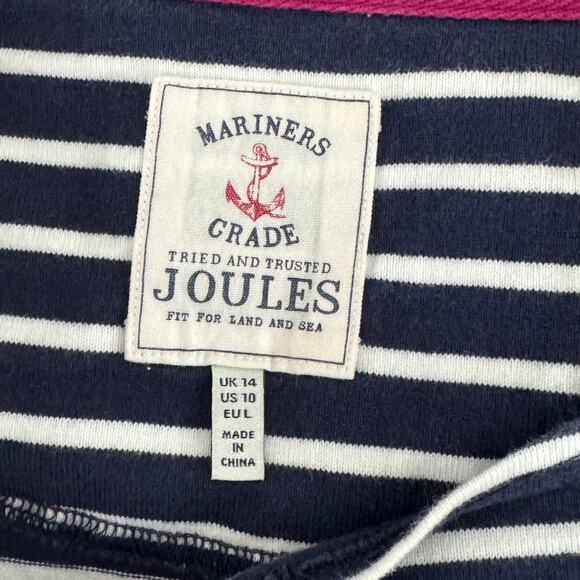 MARINERS
GRADE
TRIED AND TRUSTED
JOULES
FIT FOR LAND AND SEA
UK 14
US 10
EU L
MADE
IN
CHINA